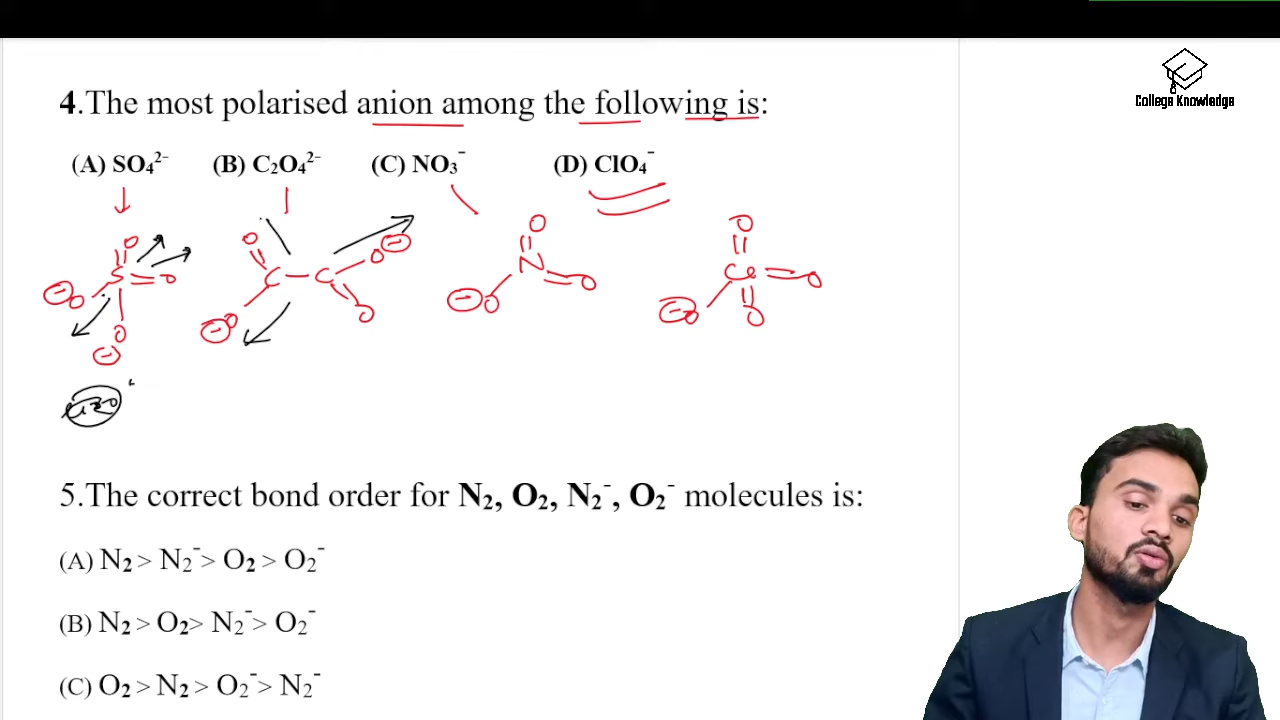 College Knowledge
4.The most polarised anion among the following is:
(A) SO₄²⁻ (B) C₂O₄²⁻ (C) NO₃⁻ (D) ClO₄⁻
O O O O
S O C C O ⊖ N O Cl O
⊖ O ⊖ O O ⊖ O ⊖ O O
O
⊖
5.The correct bond order for N₂, O₂, N₂⁻, O₂⁻ molecules is:
(A) N₂ > N₂⁻ > O₂ > O₂⁻
(B) N₂ > O₂> N₂⁻ > O₂⁻
(C) O₂ > N₂ > O₂⁻ > N₂⁻